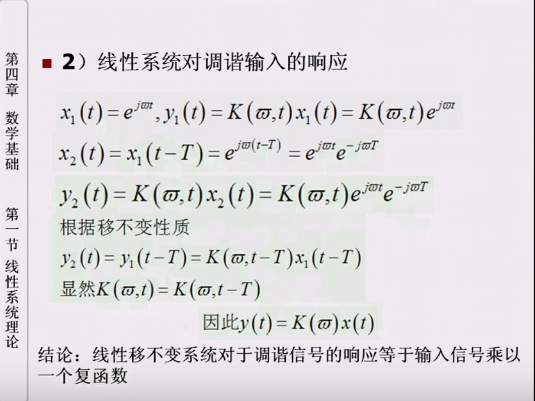 第四章 数学基础 第一节 线性系统理论
2）线性系统对调谐输入的响应
x₁(t) = e^{jϖt}, y₁(t) = K(ϖ,t)x₁(t) = K(ϖ,t)e^{jϖt}
x₂(t) = x₁(t−T) = e^{jϖ(t−T)} = e^{jϖt}e^{−jϖT}
y₂(t) = K(ϖ,t)x₂(t) = K(ϖ,t)e^{jϖt}e^{−jϖT}
根据移不变性质
y₂(t) = y₁(t−T) = K(ϖ,t−T)x₁(t−T)
显然K(ϖ,t) = K(ϖ,t−T)
因此y(t) = K(ϖ)x(t)
结论：线性移不变系统对于调谐信号的响应等于输入信号乘以
一个复函数